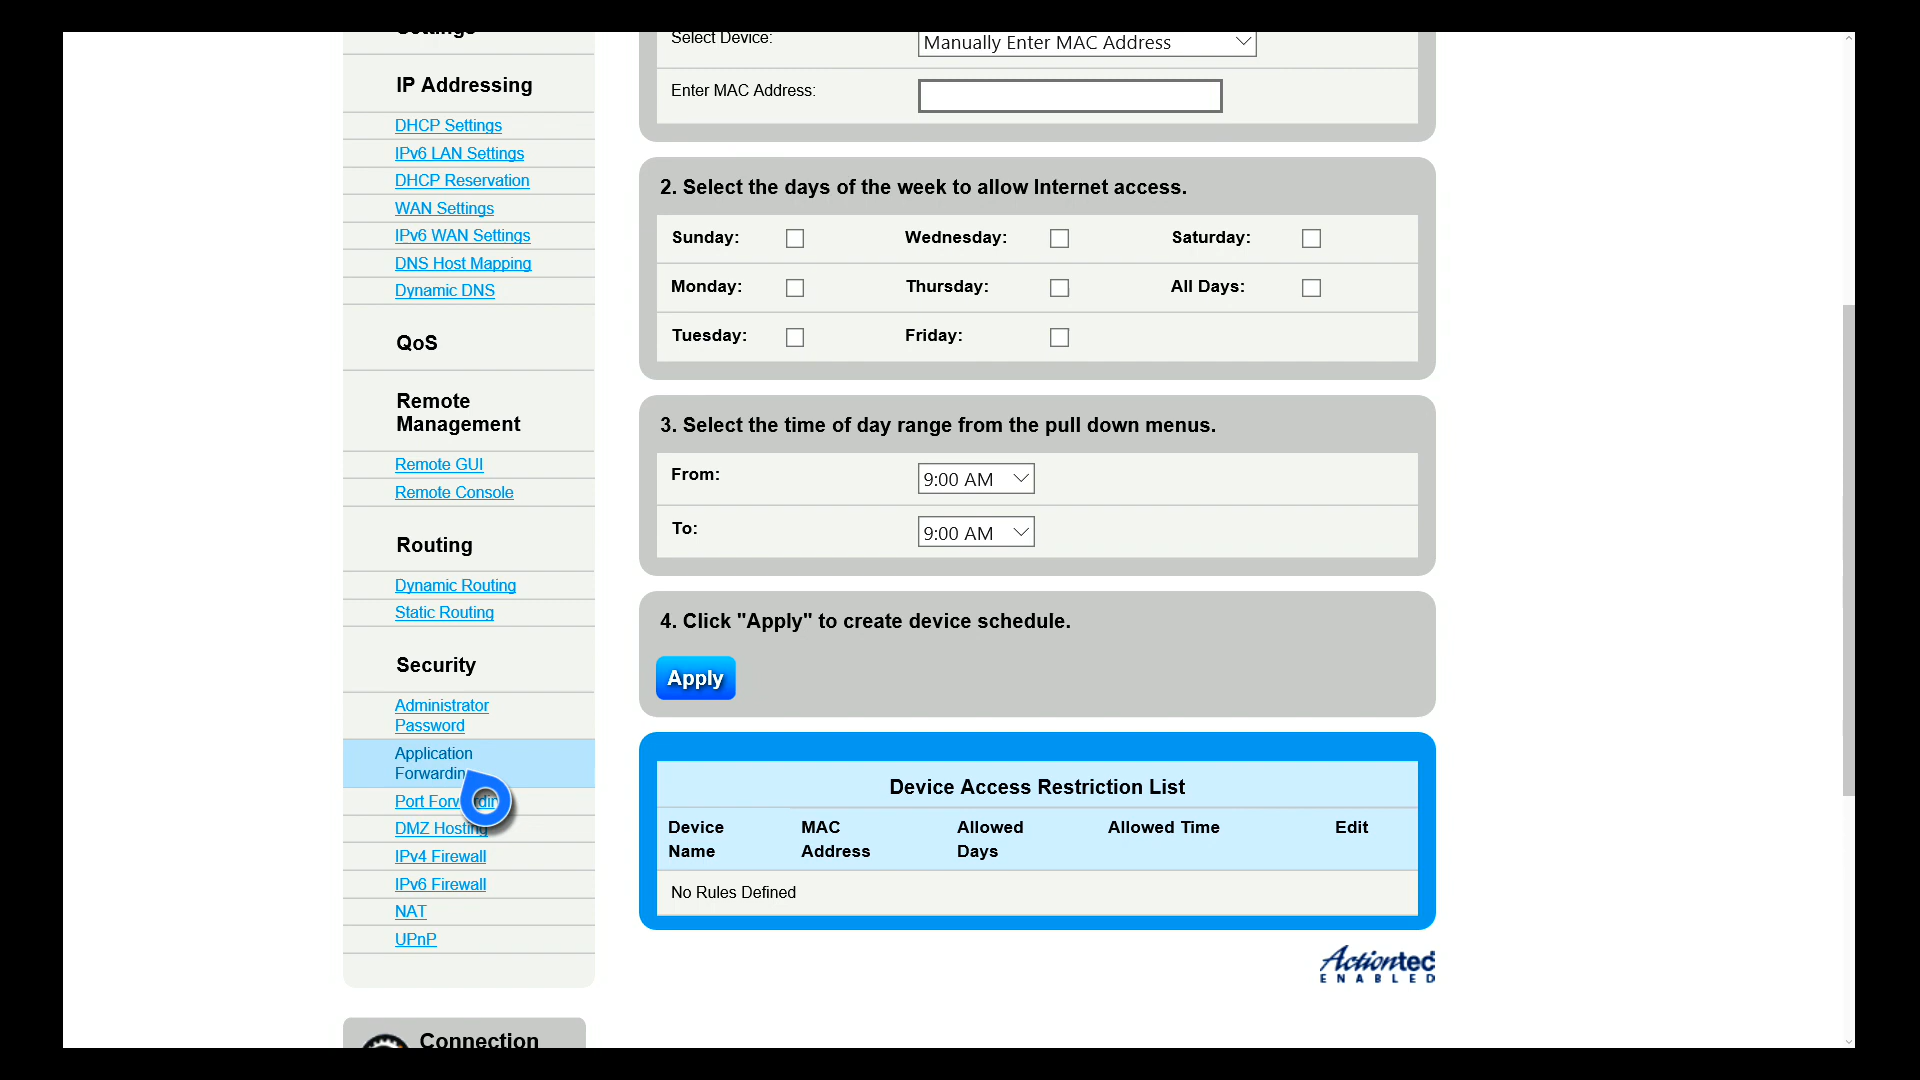 Settings
IP Addressing
DHCP Settings
IPv6 LAN Settings
DHCP Reservation
WAN Settings
IPv6 WAN Settings
DNS Host Mapping
Dynamic DNS
QoS
Remote
Management
Remote GUI
Remote Console
Routing
Dynamic Routing
Static Routing
Security
Administrator
Password
Application
Forwarding
Port Forwarding
DMZ Hosting
IPv4 Firewall
IPv6 Firewall
NAT
UPnP
Connection
Select Device: Manually Enter MAC Address
Enter MAC Address:
2. Select the days of the week to allow Internet access.
Sunday: Wednesday: Saturday:
Monday: Thursday: All Days:
Tuesday: Friday:
3. Select the time of day range from the pull down menus.
From: 9:00 AM
To: 9:00 AM
4. Click "Apply" to create device schedule.
Apply
Device Access Restriction List
Device Name MAC Address Allowed Days Allowed Time Edit
No Rules Defined
Actiontec
ENABLED